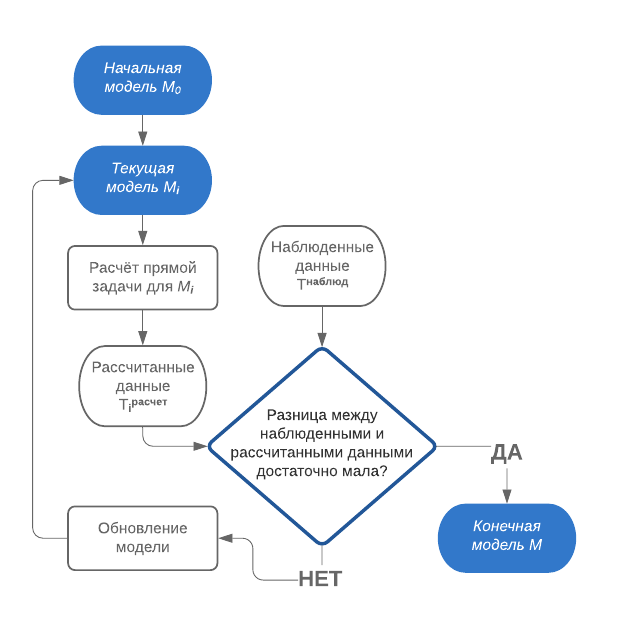 Начальная
модель M₀
Текущая
модель Mᵢ
Расчёт прямой
задачи для Mᵢ
Наблюденные
данные
Tнаблюд
Рассчитанные
данные
Tᵢрасчет
Разница между
наблюденными и
рассчитанными данными
достаточно мала?
ДА
Конечная
модель M
Обновление
модели
НЕТ